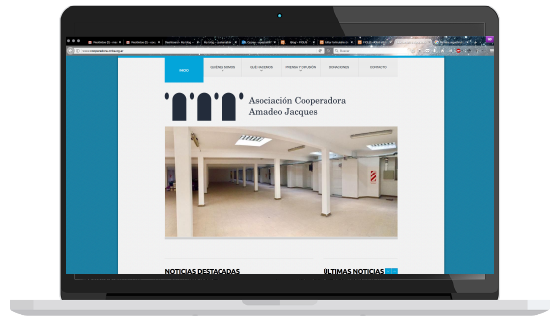 INICIO
QUIÉNES SOMOS
QUÉ HACEMOS
PRENSA Y DIFUSIÓN
DONACIONES
CONTACTO
Asociación Cooperadora
Amadeo Jacques
NOTICIAS DESTACADAS
ÚLTIMAS NOTICIAS